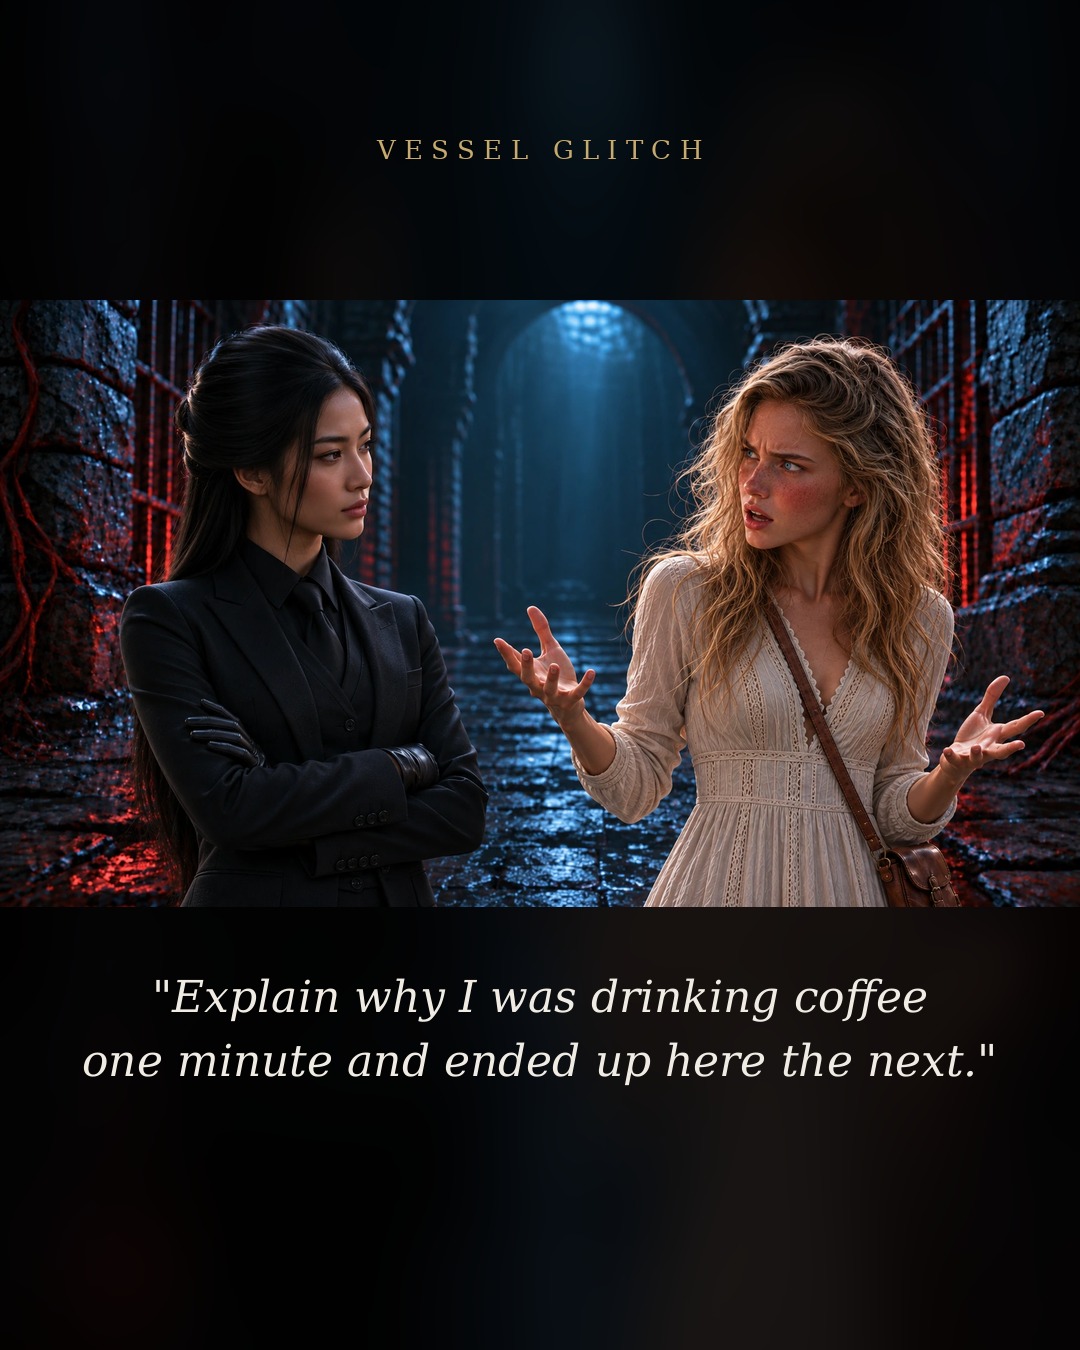 VESSEL GLITCH
"Explain why I was drinking coffee
one minute and ended up here the next."